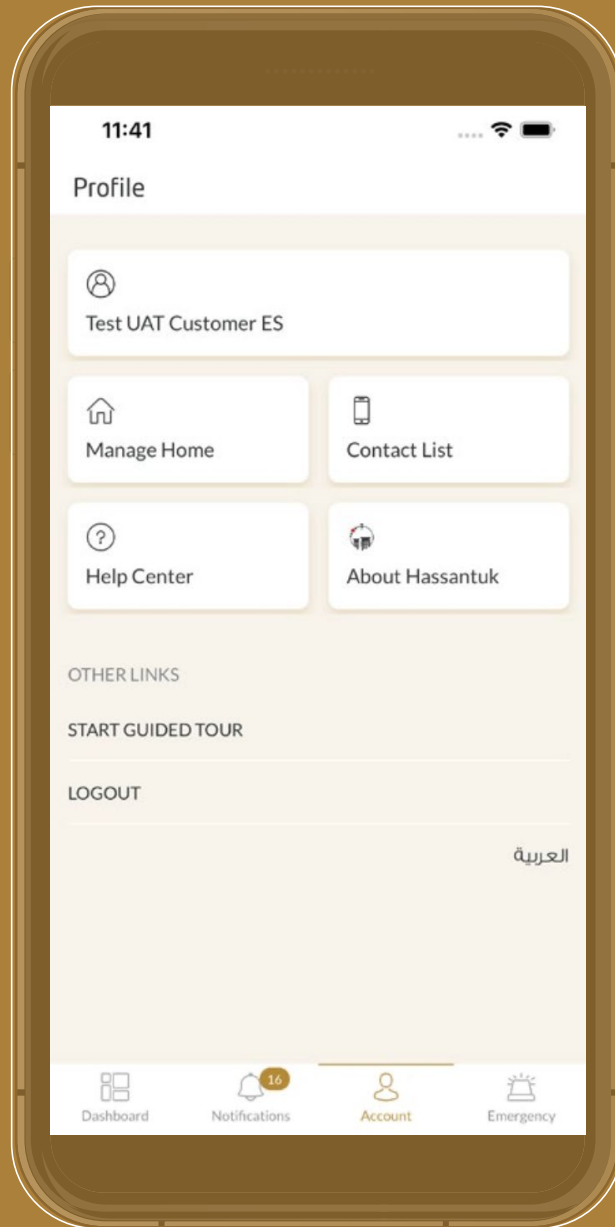 11:41
Profile
Test UAT Customer ES
Manage Home
Contact List
Help Center
About Hassantuk
OTHER LINKS
START GUIDED TOUR
LOGOUT
العربية
16
Dashboard
Notifications
Account
Emergency